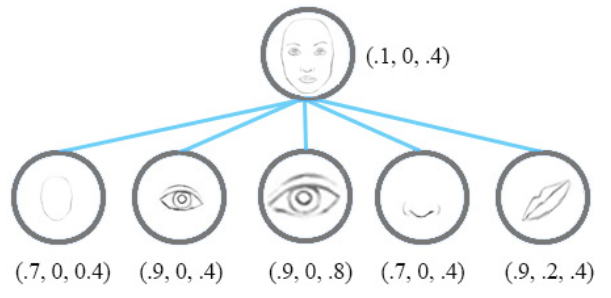 (.1, 0, .4)
(.7, 0, 0.4) (.9, 0, .4) (.9, 0, .8) (.7, 0, .4) (.9, .2, .4)